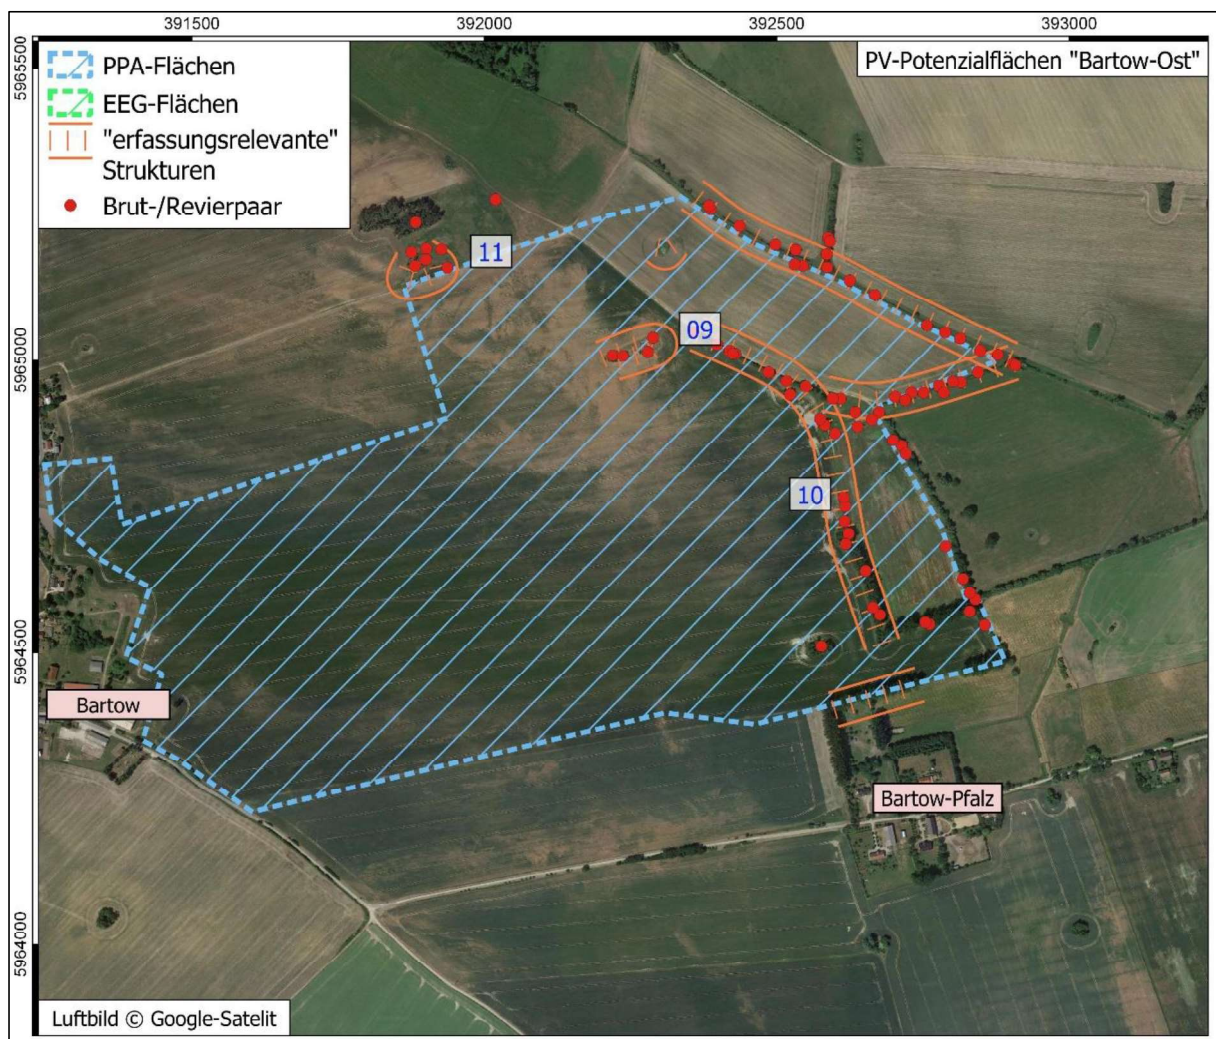 391500
392000
392500
393000
5965500
5965000
5964500
5964000
PPA-Flächen
EEG-Flächen
"erfassungsrelevante"
Strukturen
Brut-/Revierpaar
PV-Potenzialflächen "Bartow-Ost"
11
09
10
Bartow
Bartow-Pfalz
Luftbild © Google-Satelit